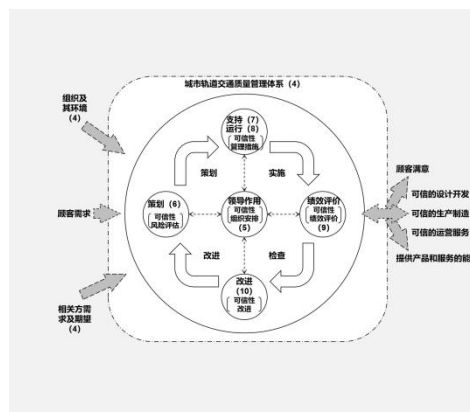 城市轨道交通质量管理体系（4）
组织及
其环境
（4）
支持（7）
运行（8）
可信性
管理措施
策划
实施
顾客满意
可信的设计开发
可信的生产制造
可信的运营服务
提供产品和服务的能
顾客需求
策划（6）
可信性
风险评估
领导作用
可信性
组织安排
（5）
绩效评价
可信性
绩效评价
（9）
改进
检查
改进
（10）
可信性
改进
相关方需
求及期望
（4）